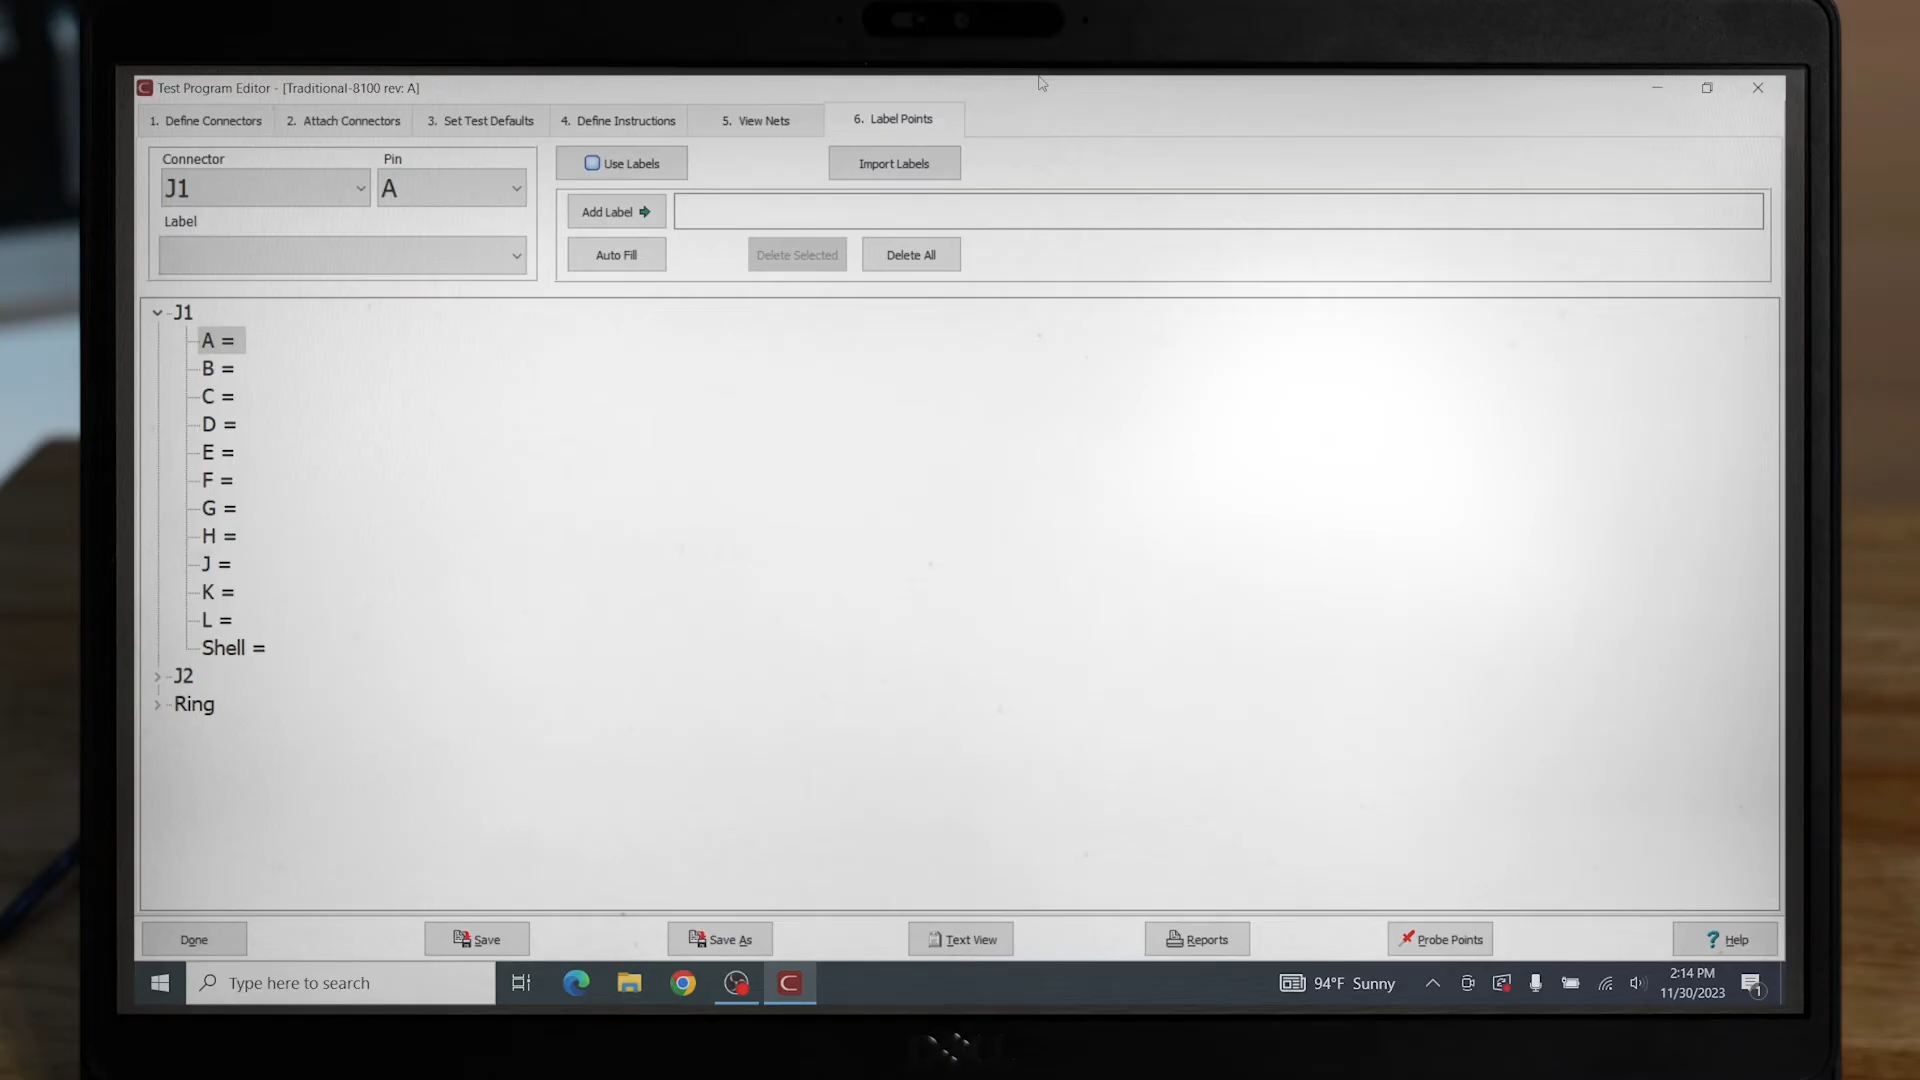 Test Program Editor - [Traditional-8100 rev: A]
1. Define Connectors
2. Attach Connectors
3. Set Test Defaults
4. Define Instructions
5. View Nets
6. Label Points
Connector
Pin
J1
A
Label
Use Labels
Import Labels
Add Label
Auto Fill
Delete Selected
Delete All
J1
A =
B =
C =
D =
E =
F =
G =
H =
J =
K =
L =
Shell =
J2
Ring
Done
Save
Save As
Text View
Reports
Probe Points
Help
Type here to search
94°F Sunny
2:14 PM
11/30/2023
1